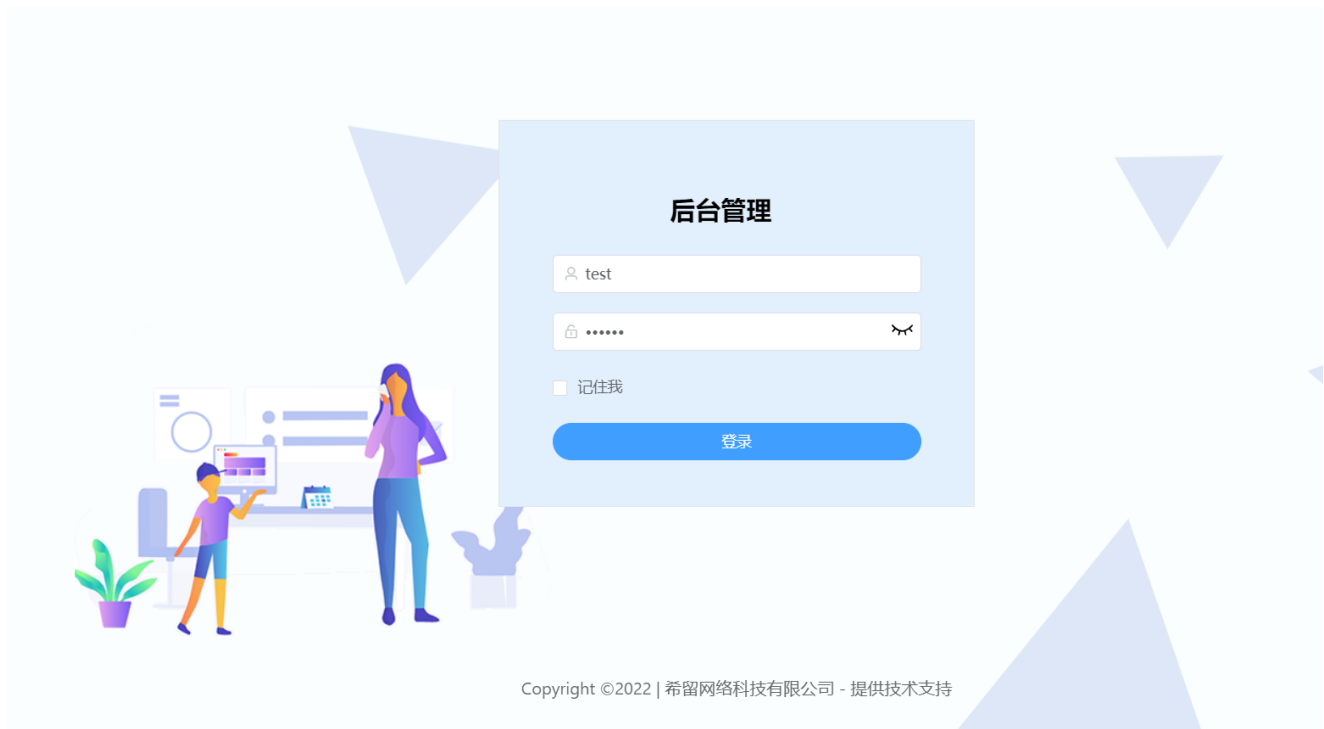 后台管理
test
••••••
记住我
登录
Copyright ©2022 | 希留网络科技有限公司 - 提供技术支持